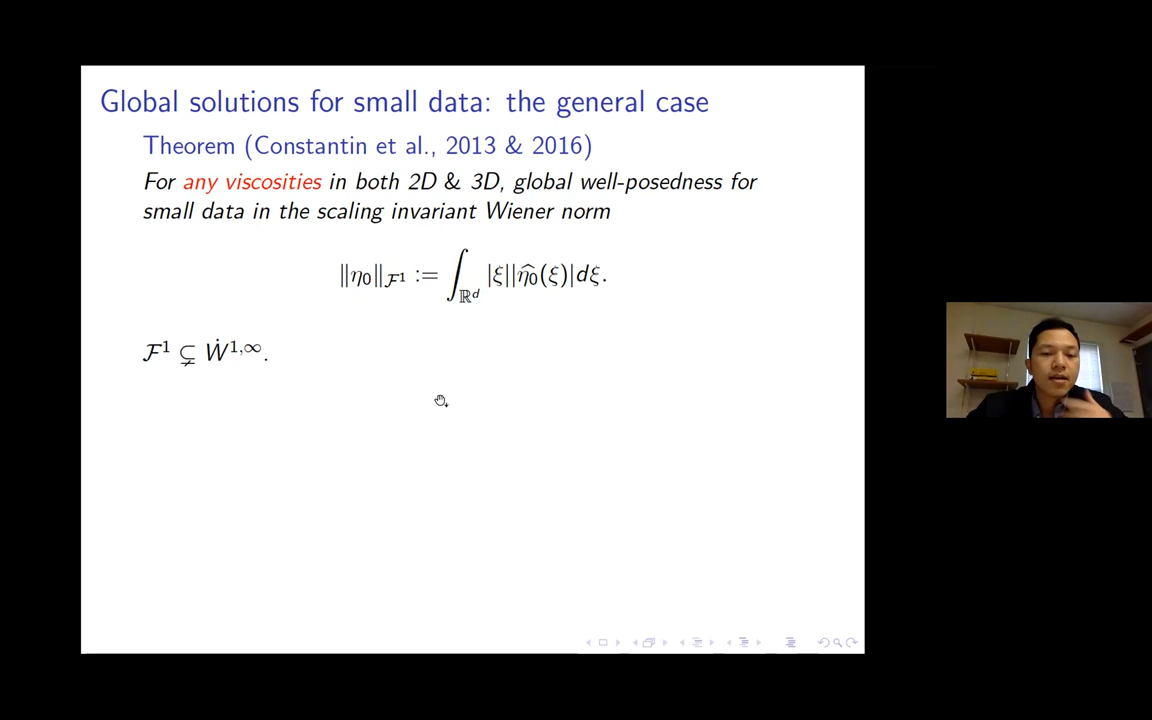 Global solutions for small data: the general case
Theorem (Constantin et al., 2013 & 2016)
For any viscosities in both 2D & 3D, global well-posedness for
small data in the scaling invariant Wiener norm
‖η₀‖_{ℱ¹} := ∫_{ℝᵈ} |ξ||η̂₀(ξ)|dξ.
ℱ¹ ⊊ Ẇ^{1,∞}.